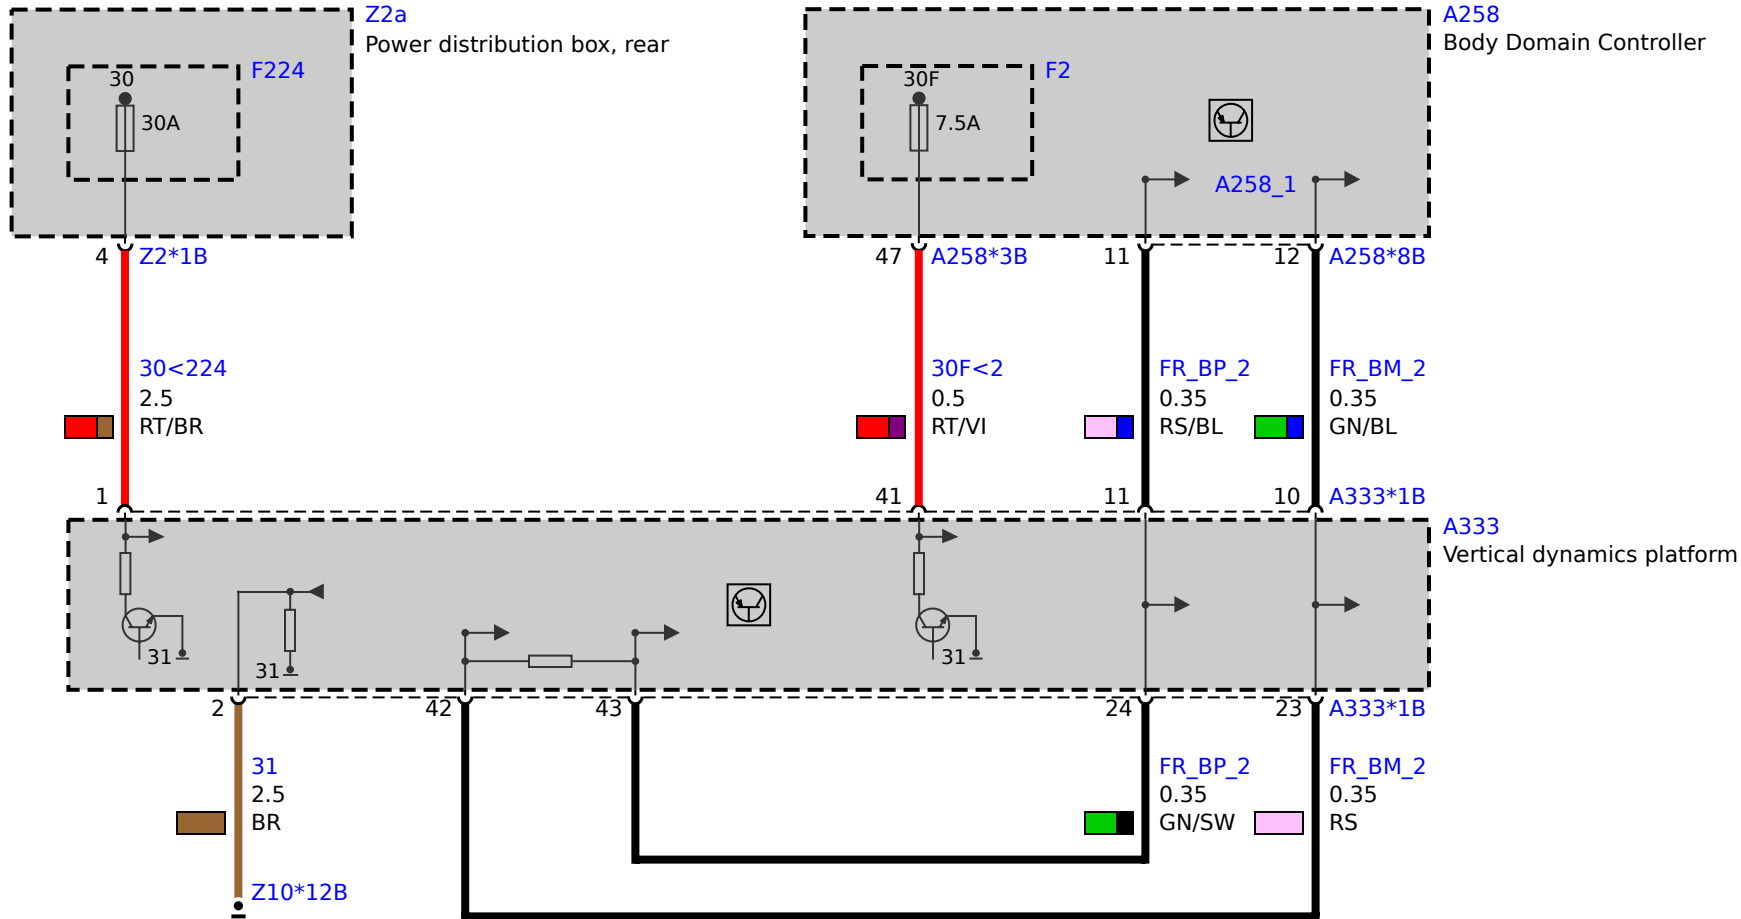 Z2a
Power distribution box, rear
F224
30
30A
4
Z2*1B
A258
Body Domain Controller
F2
30F
7.5A
A258_1
47
A258*3B
11
12
A258*8B
30<224
2.5
RT/BR
30F<2
0.5
RT/VI
FR_BP_2
0.35
RS/BL
FR_BM_2
0.35
GN/BL
1
41
11
10
A333*1B
A333
Vertical dynamics platform
31
31
31
2
42
43
24
23
A333*1B
31
2.5
BR
FR_BP_2
0.35
GN/SW
FR_BM_2
0.35
RS
Z10*12B